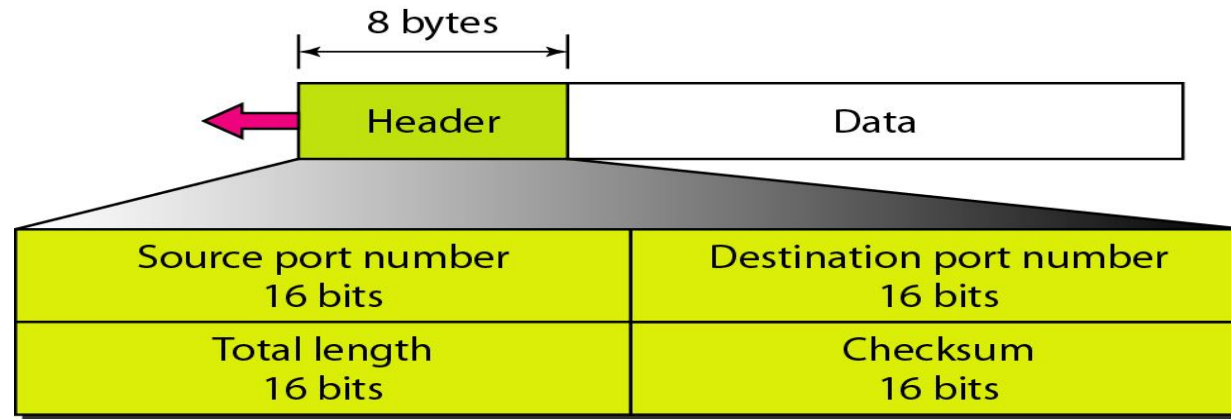 8 bytes
Header
Data
Source port number
16 bits
Destination port number
16 bits
Total length
16 bits
Checksum
16 bits